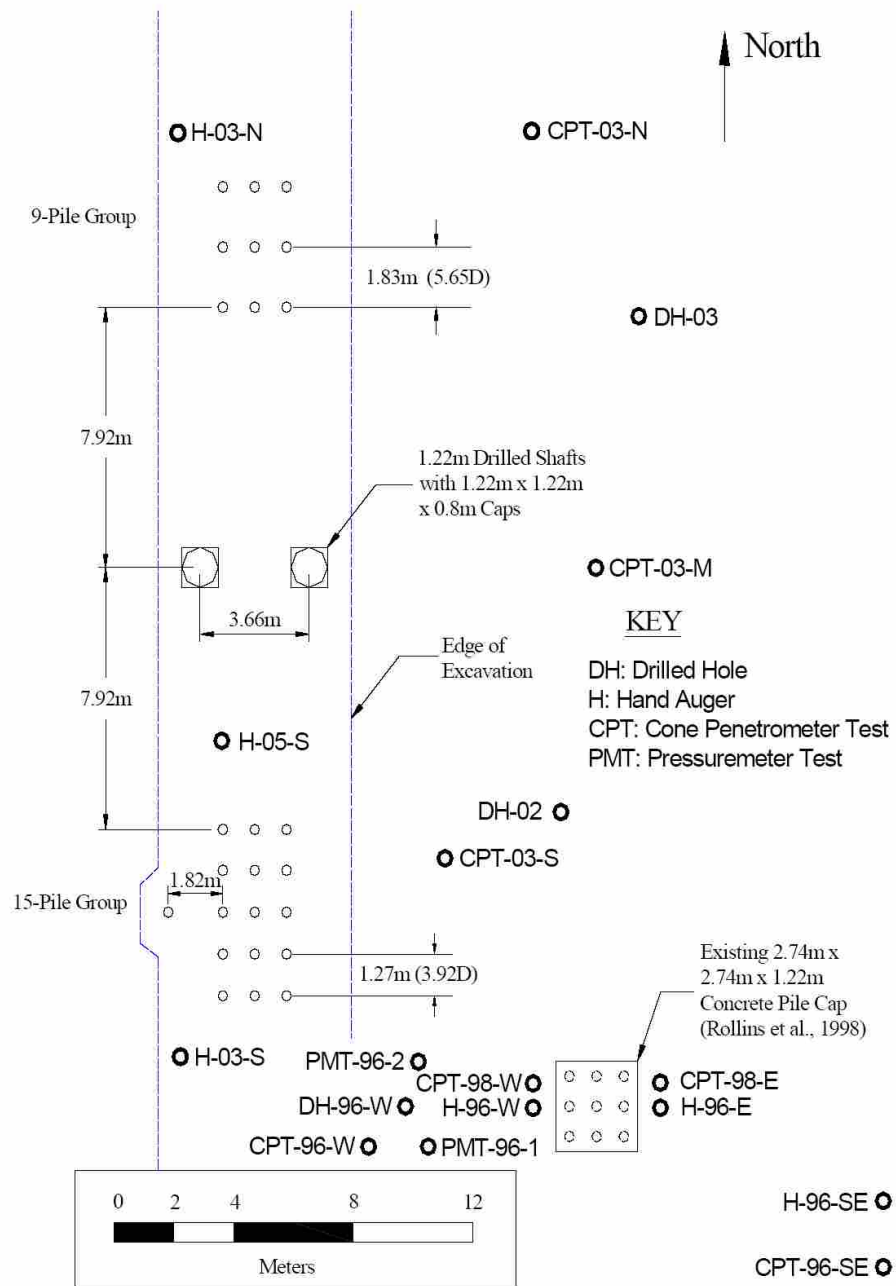 North
H-03-N
CPT-03-N
9-Pile Group
1.83m (5.65D)
DH-03
7.92m
1.22m Drilled Shafts
with 1.22m x 1.22m
x 0.8m Caps
CPT-03-M
3.66m
KEY
Edge of
Excavation
DH: Drilled Hole
H: Hand Auger
CPT: Cone Penetrometer Test
PMT: Pressuremeter Test
7.92m
H-05-S
DH-02
CPT-03-S
1.82m
15-Pile Group
1.27m (3.92D)
Existing 2.74m x
2.74m x 1.22m
Concrete Pile Cap
(Rollins et al., 1998)
H-03-S
PMT-96-2
CPT-98-W
CPT-98-E
DH-96-W
H-96-W
H-96-E
CPT-96-W
PMT-96-1
0 2 4 8 12
Meters
H-96-SE
CPT-96-SE